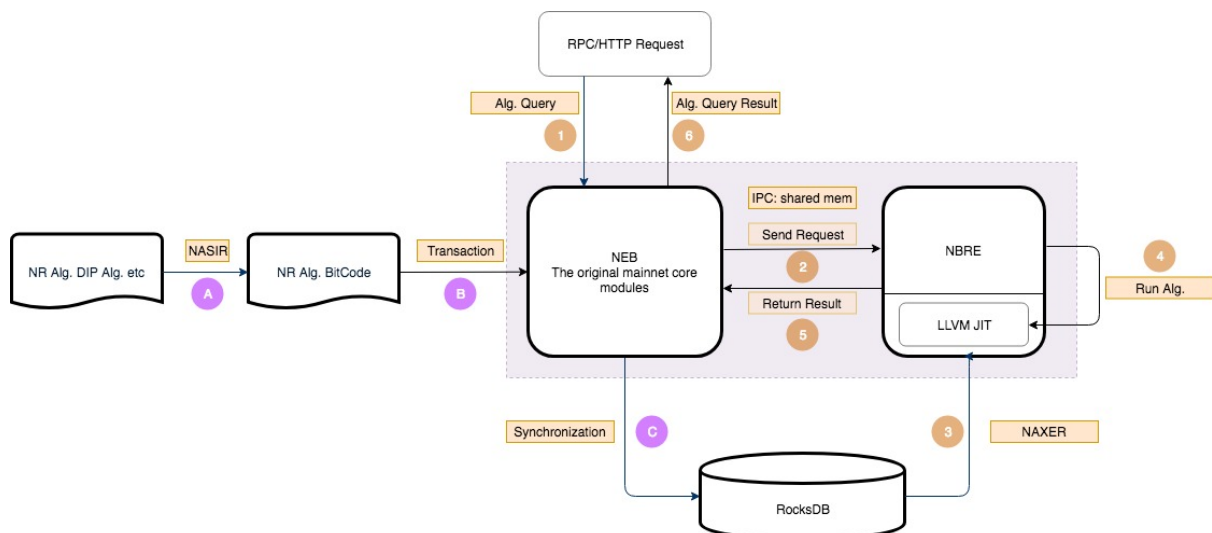 RPC/HTTP Request
Alg. Query
Alg. Query Result
1
6
IPC: shared mem
NASIR
Transaction
Send Request
4
NR Alg. DIP Alg. etc
NR Alg. BitCode
NEB
The original mainnet core
modules
NBRE
2
Run Alg.
A
B
Return Result
LLVM JIT
5
Synchronization
C
3
NAXER
RocksDB